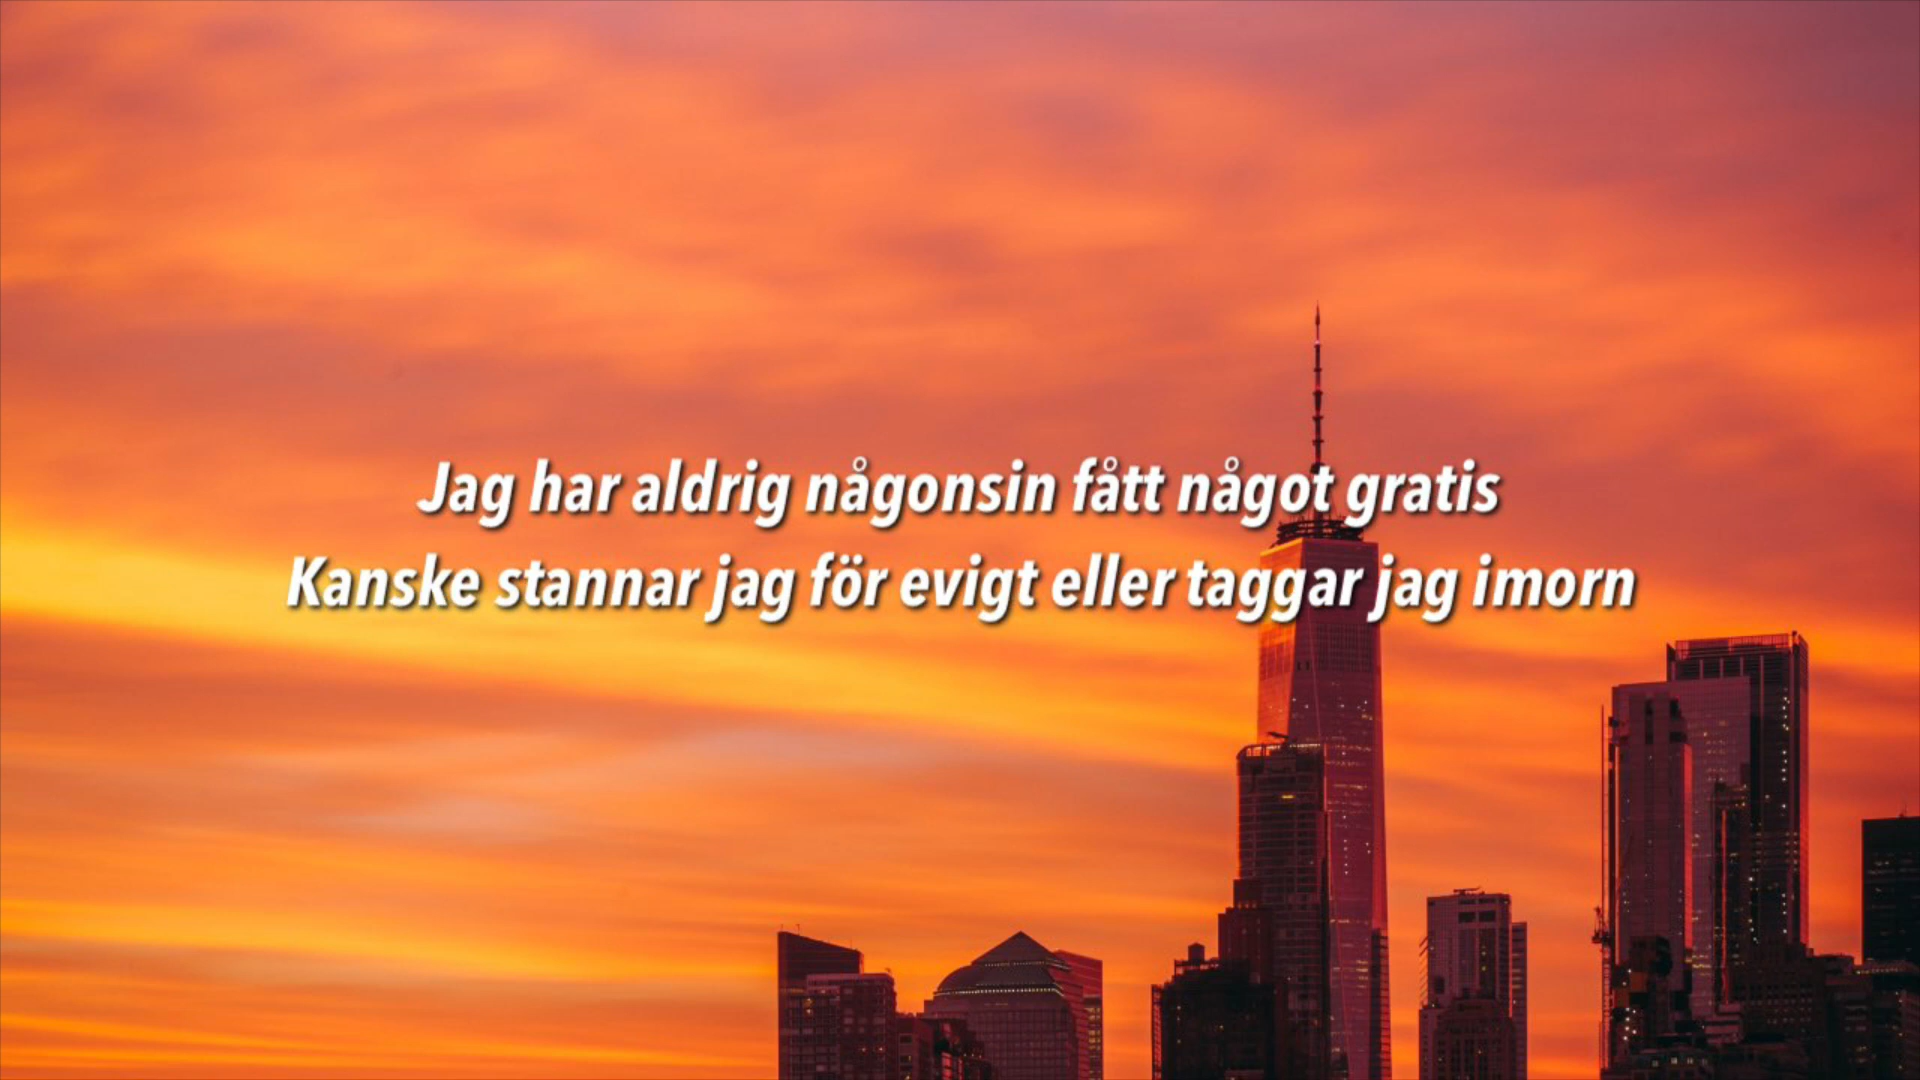 Jag har aldrig någonsin fått något gratis
Kanske stannar jag för evigt eller taggar jag imorn